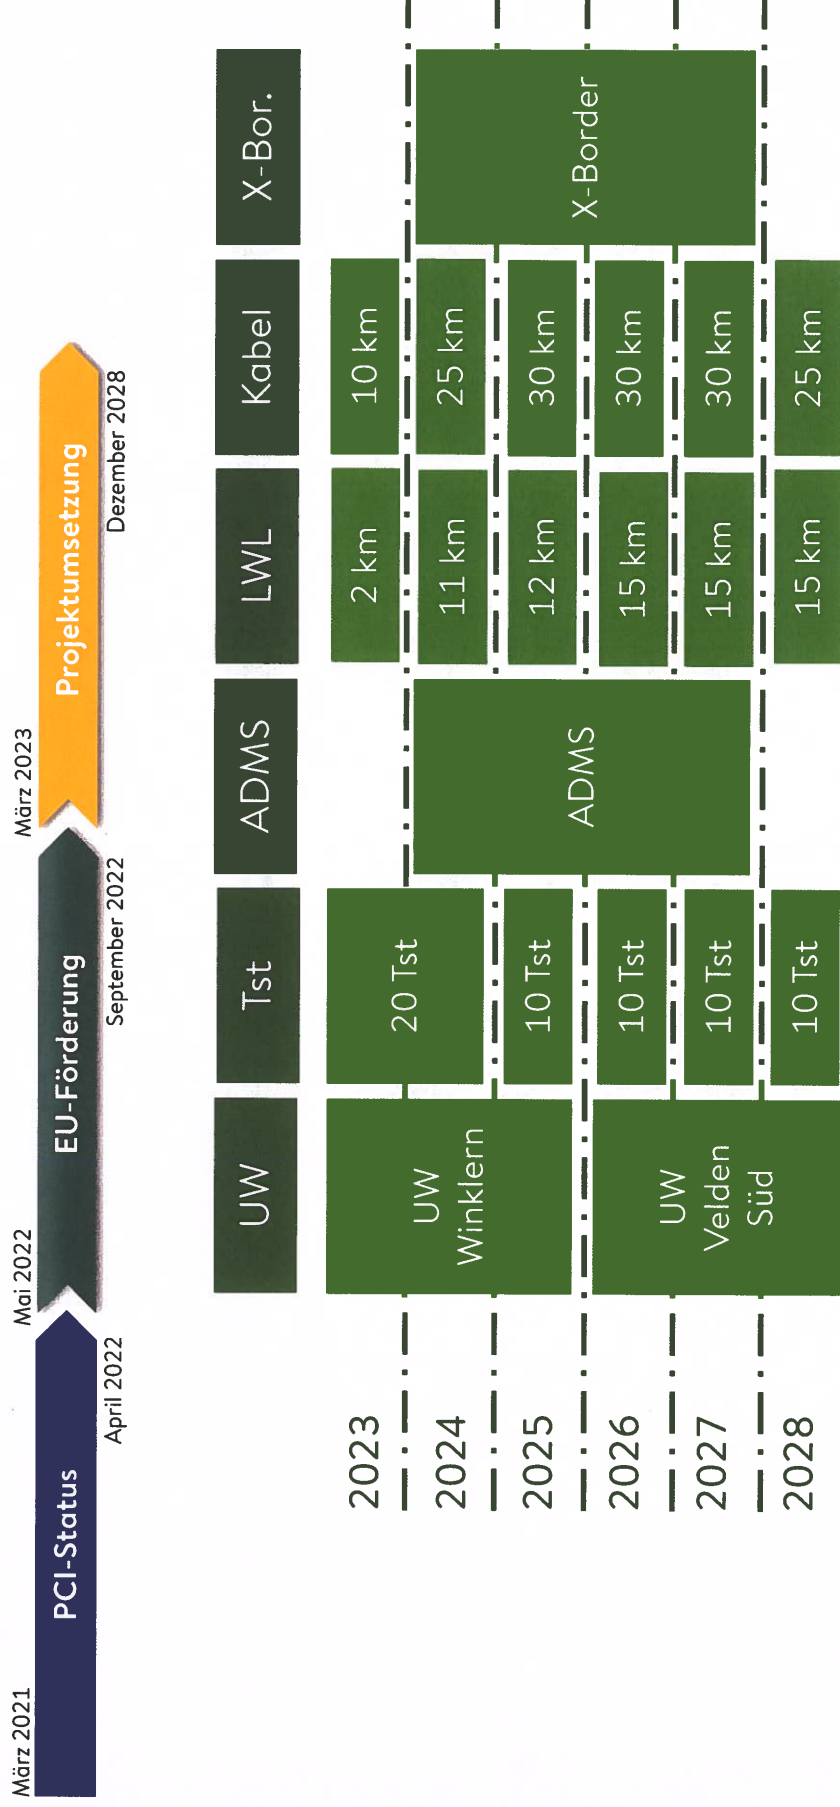 März 2021
Mai 2022
März 2023
PCI-Status
EU-Förderung
Projektumsetzung
April 2022
September 2022
Dezember 2028
UW
Tst
ADMS
LWL
Kabel
X-Bor.
2023
2024
2025
2026
2027
2028
UW
Winklern
UW
Velden
Süd
20 Tst
10 Tst
10 Tst
10 Tst
10 Tst
ADMS
2 km
11 km
12 km
15 km
15 km
15 km
10 km
25 km
30 km
30 km
30 km
25 km
X-Border